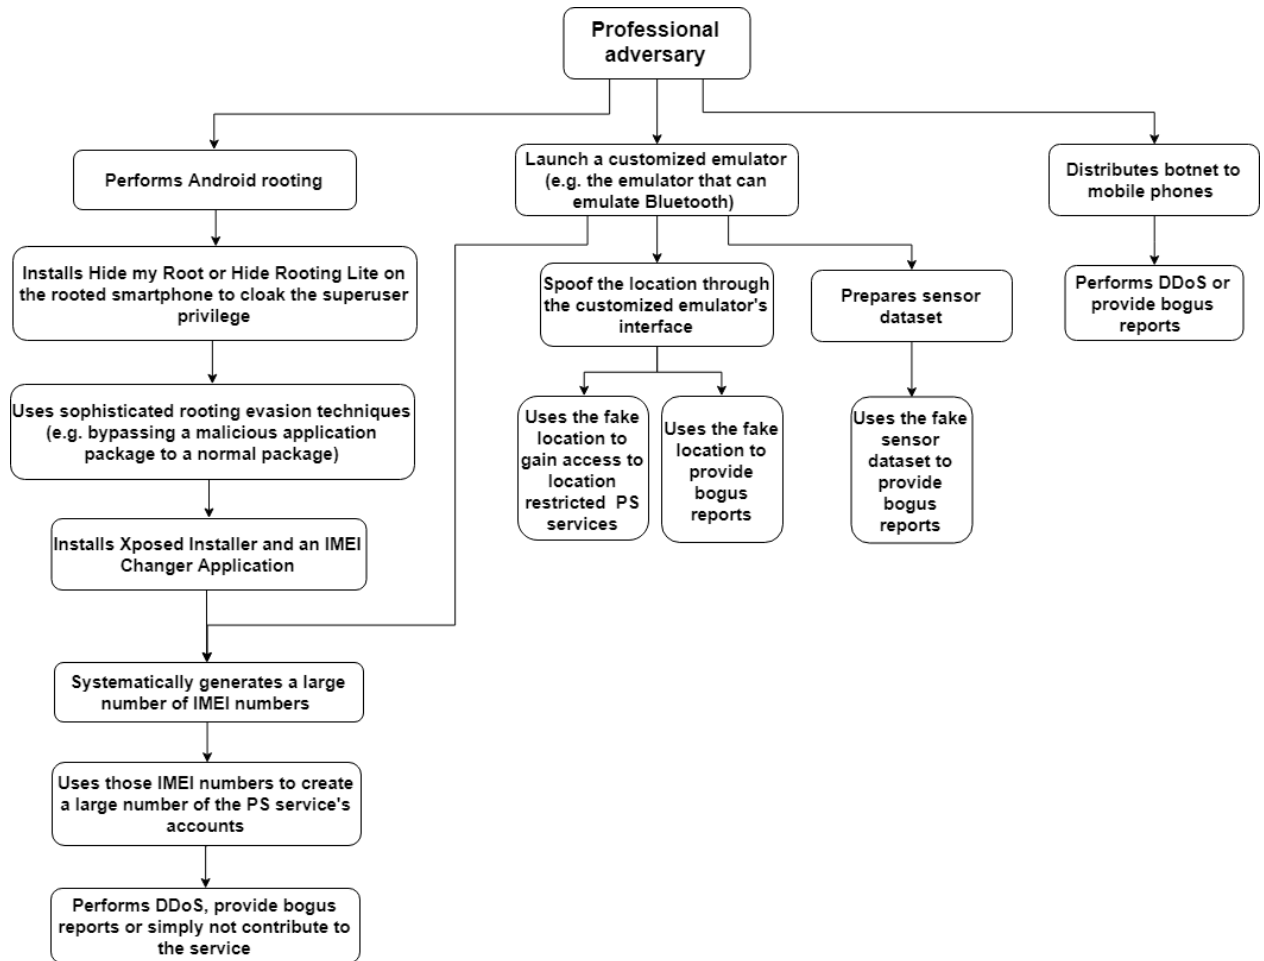 Professional
adversary
Performs Android rooting
Launch a customized emulator
(e.g. the emulator that can
emulate Bluetooth)
Distributes botnet to
mobile phones
Installs Hide my Root or Hide Rooting Lite on
the rooted smartphone to cloak the superuser
privilege
Spoof the location through
the customized emulator's
interface
Prepares sensor
dataset
Performs DDoS or
provide bogus
reports
Uses sophisticated rooting evasion techniques
(e.g. bypassing a malicious application
package to a normal package)
Uses the fake
location to
gain access to
location
restricted PS
services
Uses the fake
location to
provide
bogus
reports
Uses the fake
sensor
dataset to
provide
bogus
reports
Installs Xposed Installer and an IMEI
Changer Application
Systematically generates a large
number of IMEI numbers
Uses those IMEI numbers to create
a large number of the PS service's
accounts
Performs DDoS, provide bogus
reports or simply not contribute to
the service